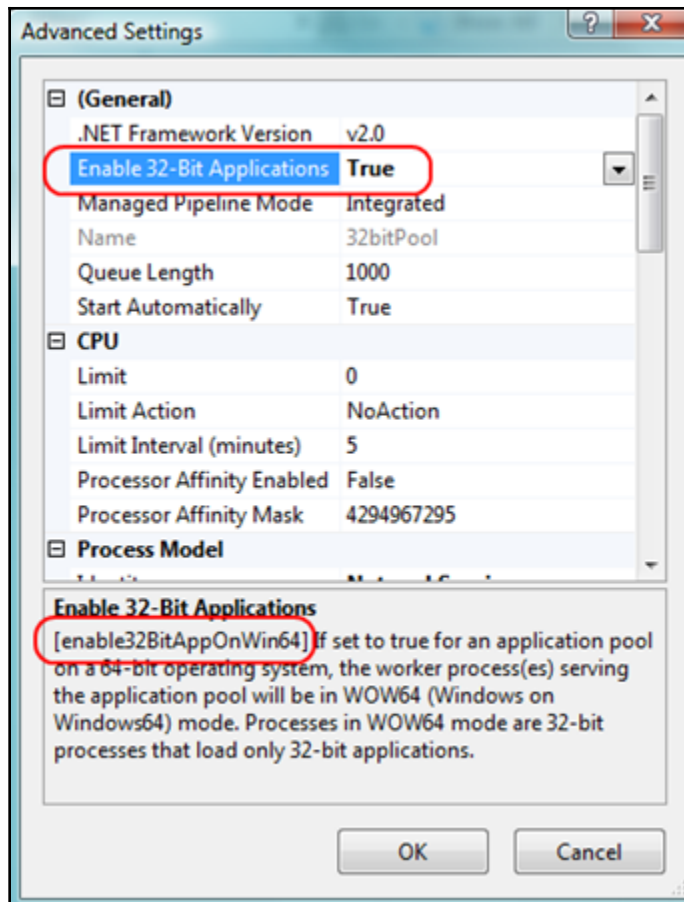 Advanced Settings
(General)
.NET Framework Version v2.0
Enable 32-Bit Applications True
Managed Pipeline Mode Integrated
Name 32bitPool
Queue Length 1000
Start Automatically True
CPU
Limit 0
Limit Action NoAction
Limit Interval (minutes) 5
Processor Affinity Enabled False
Processor Affinity Mask 4294967295
Process Model
Enable 32-Bit Applications
[enable32BitAppOnWin64] If set to true for an application pool
on a 64-bit operating system, the worker process(es) serving
the application pool will be in WOW64 (Windows on
Windows64) mode. Processes in WOW64 mode are 32-bit
processes that load only 32-bit applications.
OK Cancel